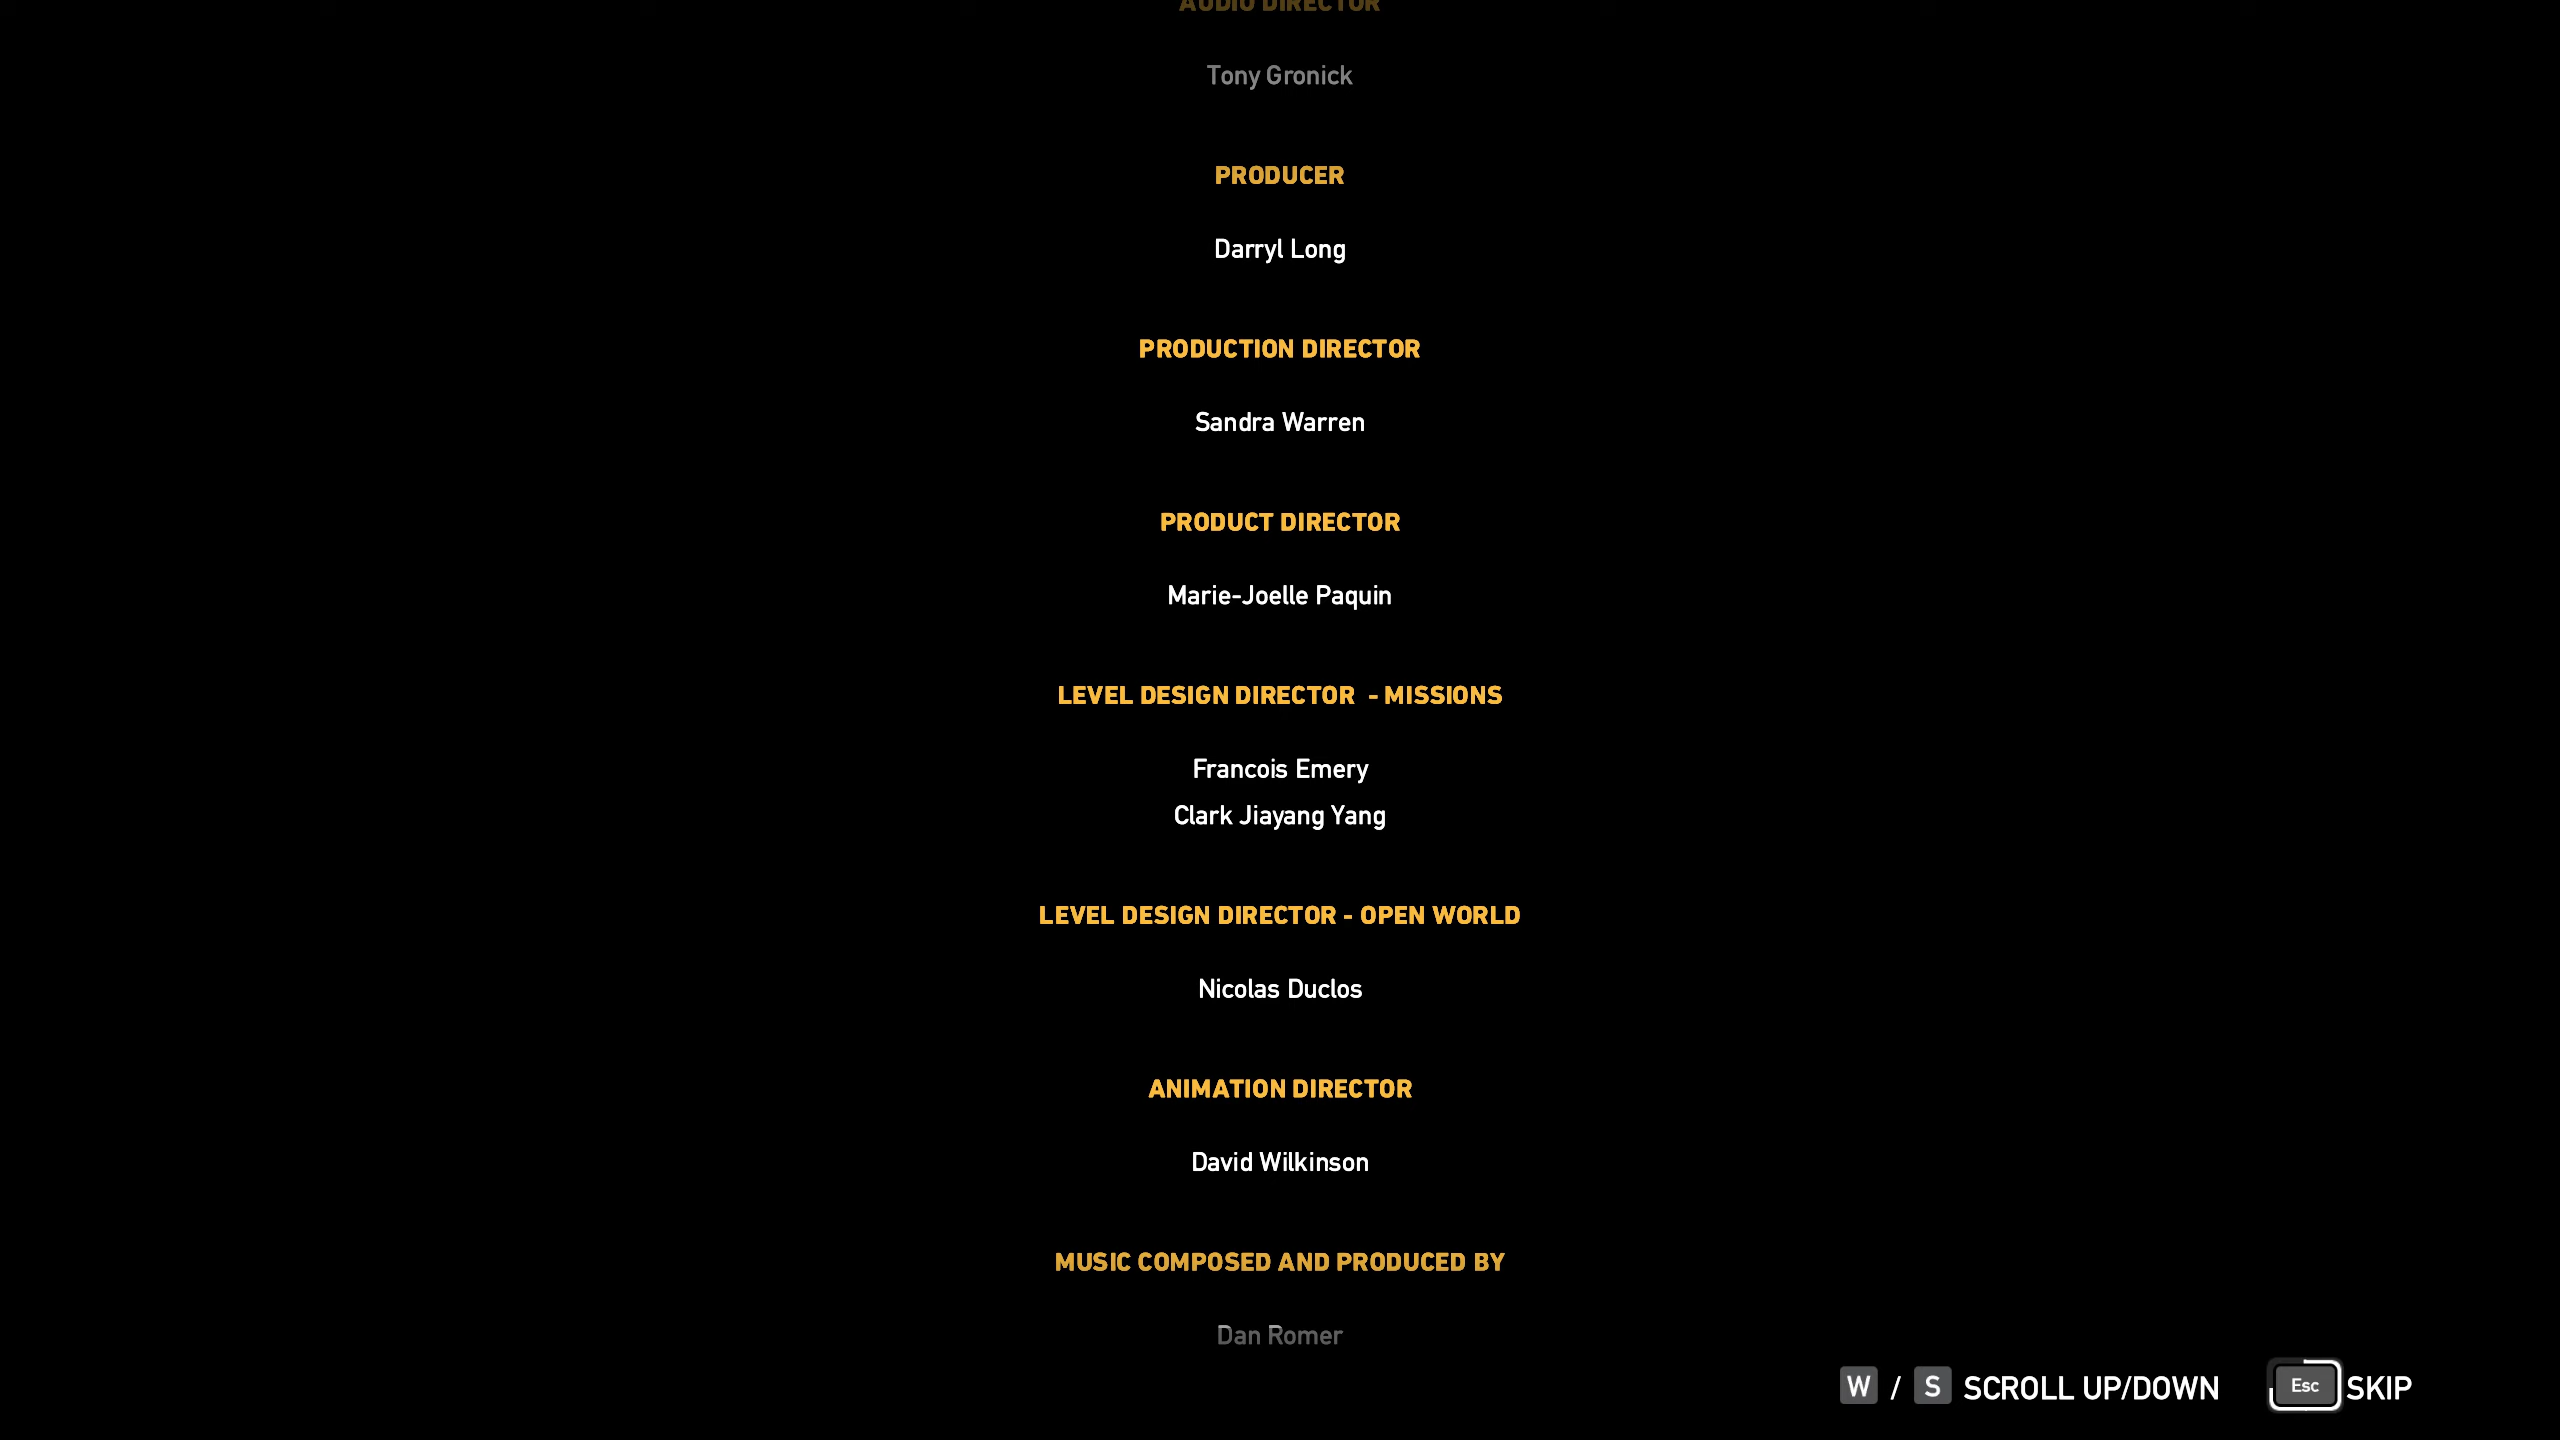 AUDIO DIRECTOR
Tony Gronick
PRODUCER
Darryl Long
PRODUCTION DIRECTOR
Sandra Warren
PRODUCT DIRECTOR
Marie-Joelle Paquin
LEVEL DESIGN DIRECTOR  - MISSIONS
Francois Emery
Clark Jiayang Yang
LEVEL DESIGN DIRECTOR - OPEN WORLD
Nicolas Duclos
ANIMATION DIRECTOR
David Wilkinson
MUSIC COMPOSED AND PRODUCED BY
Dan Romer
W / S SCROLL UP/DOWN Esc SKIP